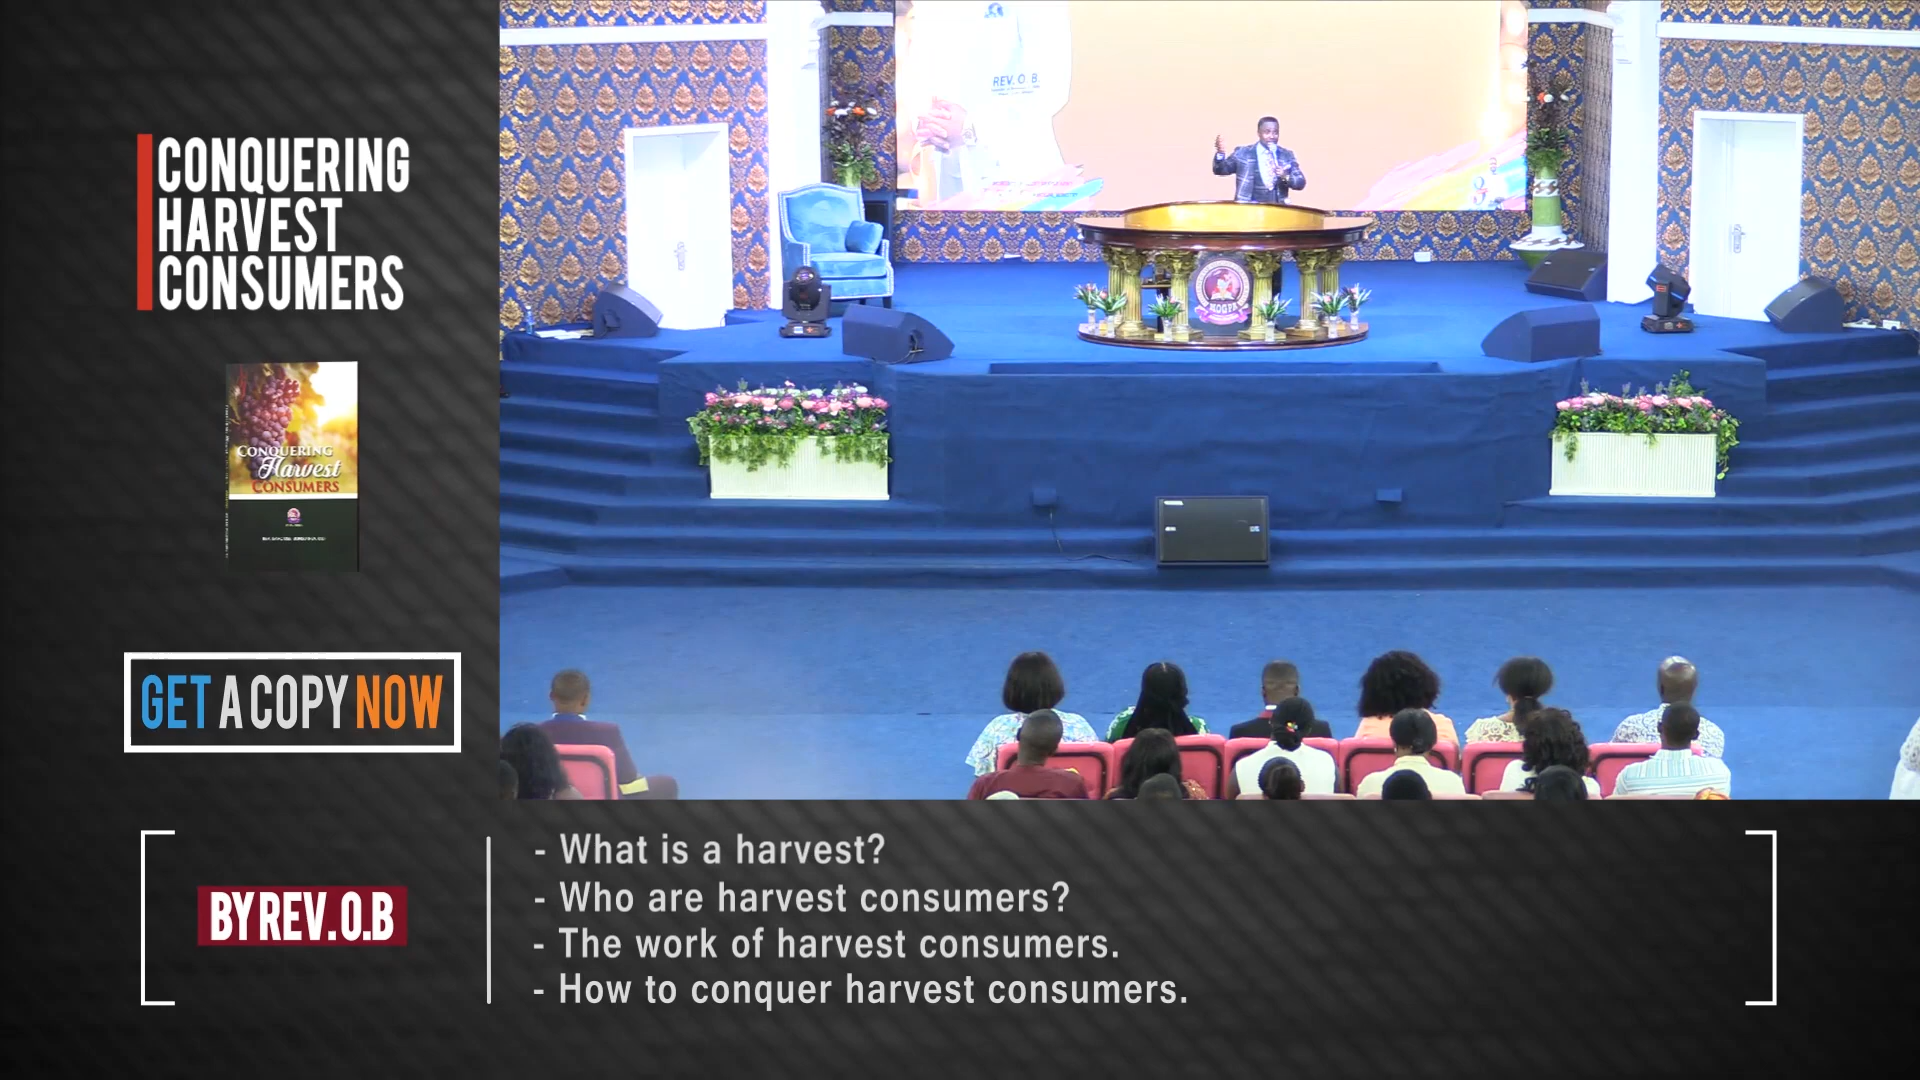 CONQUERING
HARVEST
CONSUMERS
CONQUERING
Harvest
CONSUMERS
GET A COPY NOW
REV. O. B.
MOGPA
BY REV. O.B
- What is a harvest?
- Who are harvest consumers?
- The work of harvest consumers.
- How to conquer harvest consumers.